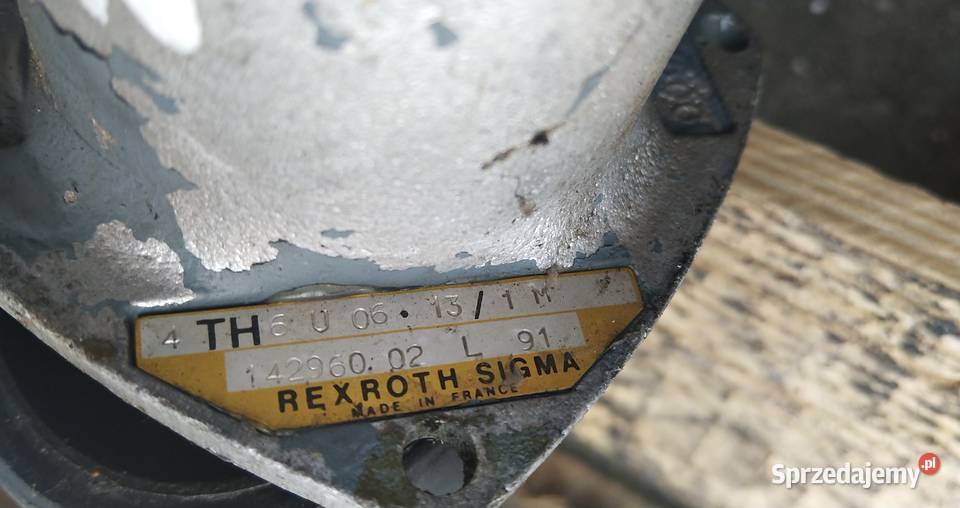 4 TH 6 U 06 · 13 / 1 M
142960.02 L 91
REXROTH SIGMA
MADE IN FRANCE
Sprzedajemy.pl